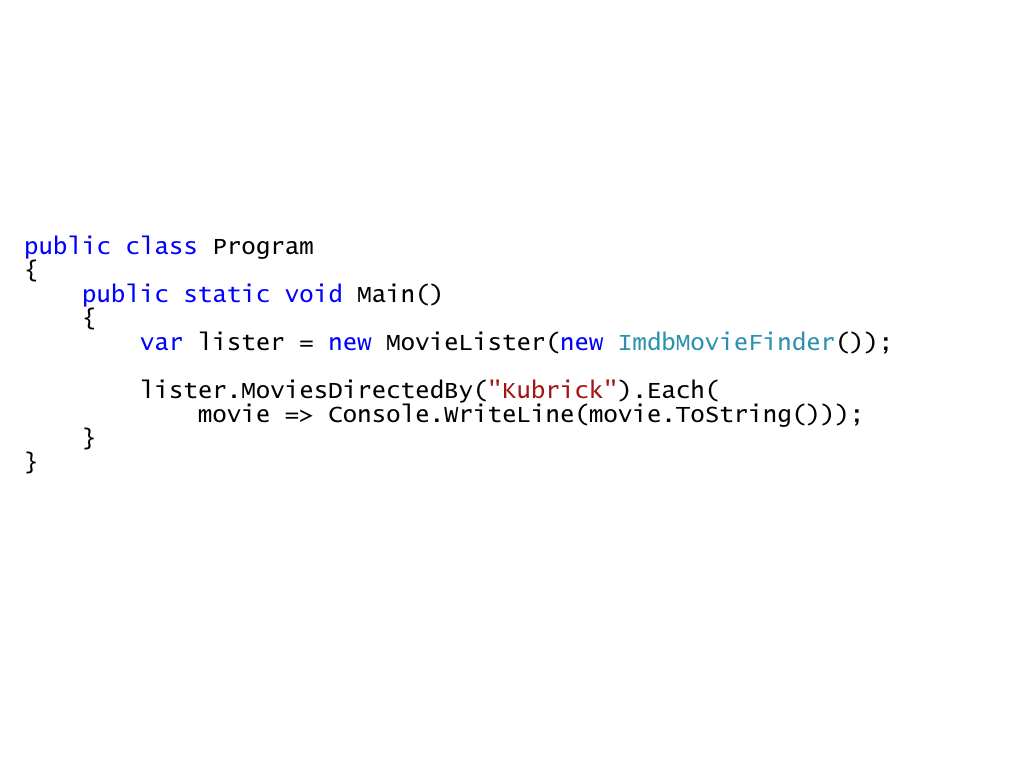 public class Program
{
    public static void Main()
    {
        var lister = new MovieLister(new ImdbMovieFinder());

        lister.MoviesDirectedBy("Kubrick").Each(
            movie => Console.WriteLine(movie.ToString()));
    }
}